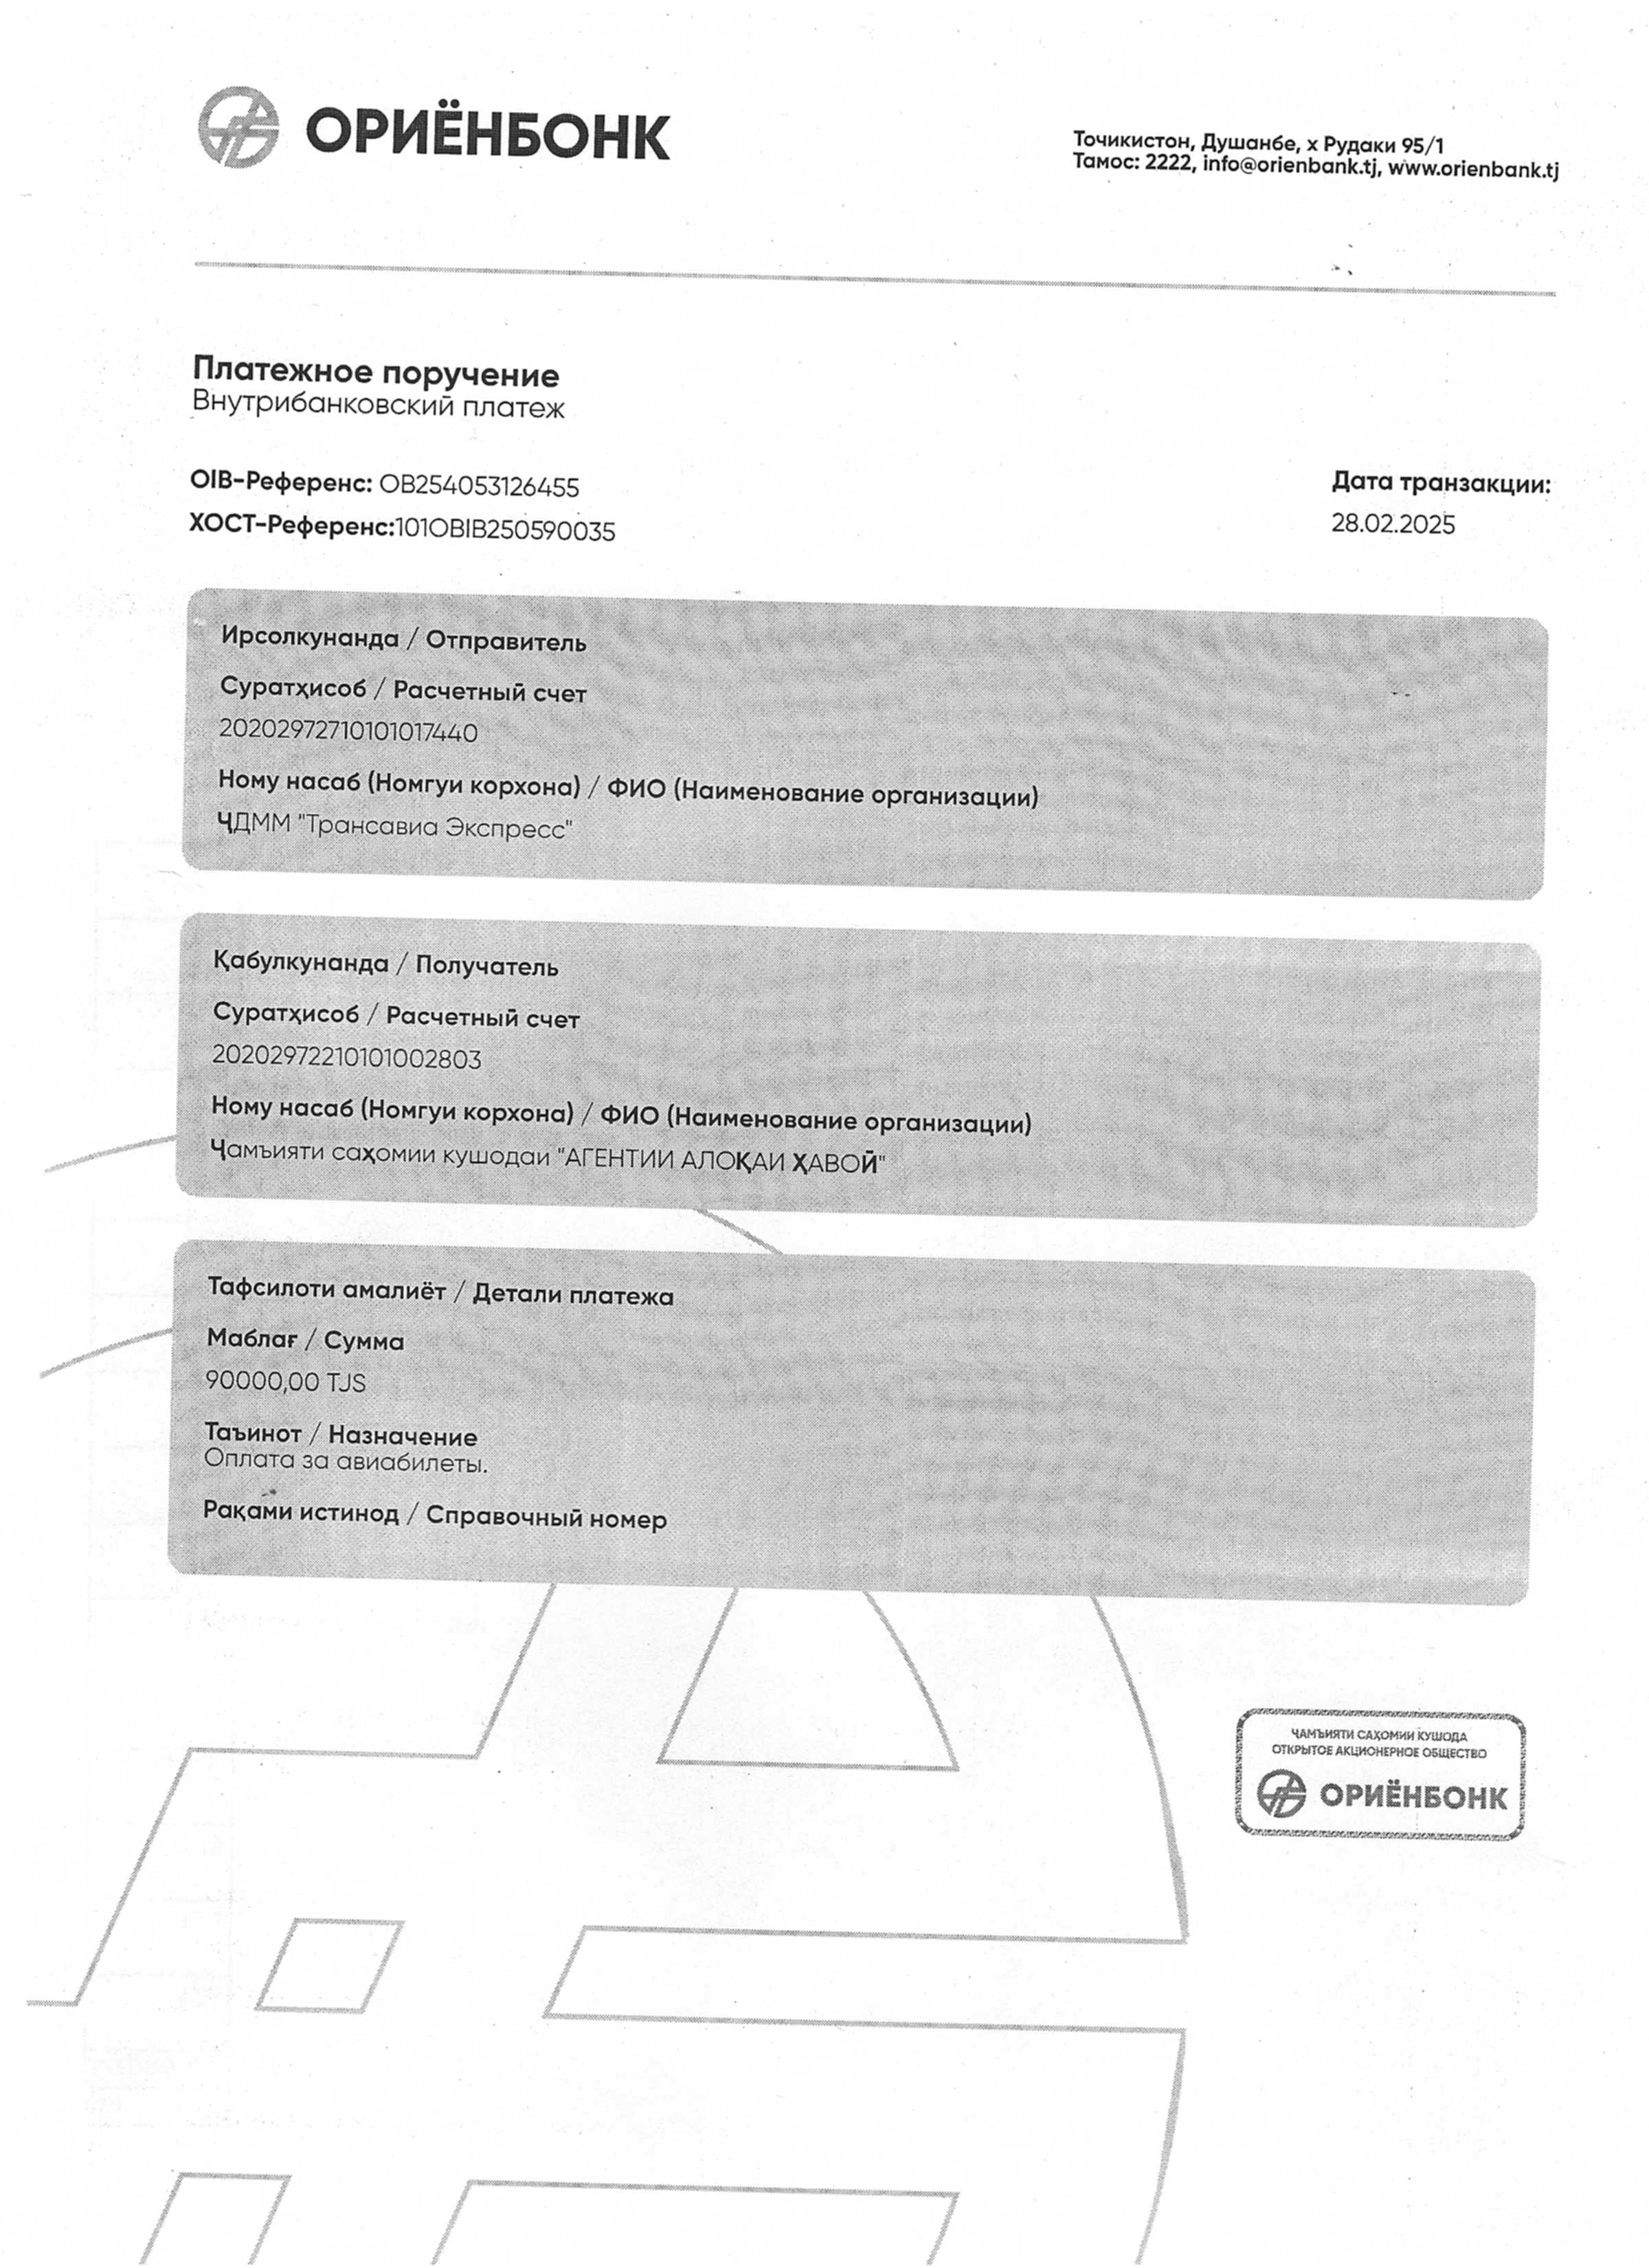 ОРИЁНБОНК
Точикистон, Душанбе, х Рудаки 95/1
Тамос: 2222, info@orienbank.tj, www.orienbank.tj
Платежное поручение
Внутрибанковский платеж
OIB-Референс: OB254053126455
ХОСТ-Референс:101OBIB250590035
Дата транзакции:
28.02.2025
Ирсолкунанда / Отправитель
Суратҳисоб / Расчетный счет
20202972710101017440
Ному насаб (Номгуи корхона) / ФИО (Наименование организации)
ҶДММ "Трансавиа Экспресс"
Қабулкунанда / Получатель
Суратҳисоб / Расчетный счет
20202972210101002803
Ному насаб (Номгуи корхона) / ФИО (Наименование организации)
Ҷамъияти саҳомии кушодаи "АГЕНТИИ АЛОҚАИ ҲАВОӢ"
Тафсилоти амалиёт / Детали платежа
Маблағ / Сумма
90000,00 TJS
Таъинот / Назначение
Оплата за авиабилеты.
Рақами истинод / Справочный номер
ҶАМЪИЯТИ САҲОМИИ КУШОДА
ОТКРЫТОЕ АКЦИОНЕРНОЕ ОБЩЕСТВО
ОРИЁНБОНК